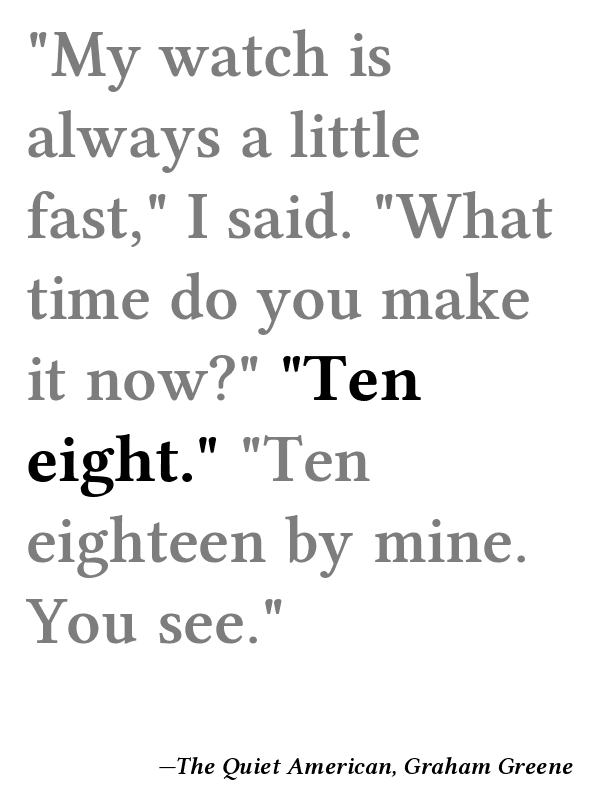 "My watch is
always a little
fast," I said. "What
time do you make
it now?" "Ten
eight." "Ten
eighteen by mine.
You see."
—The Quiet American, Graham Greene